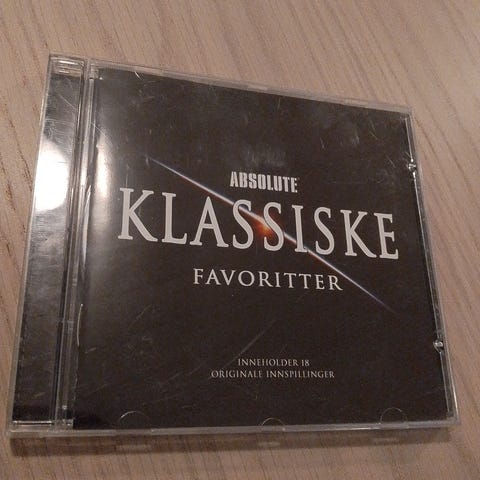 ABSOLUTE
KLASSISKE
FAVORITTER
INNEHOLDER 18
ORIGINALE INNSPILLINGER